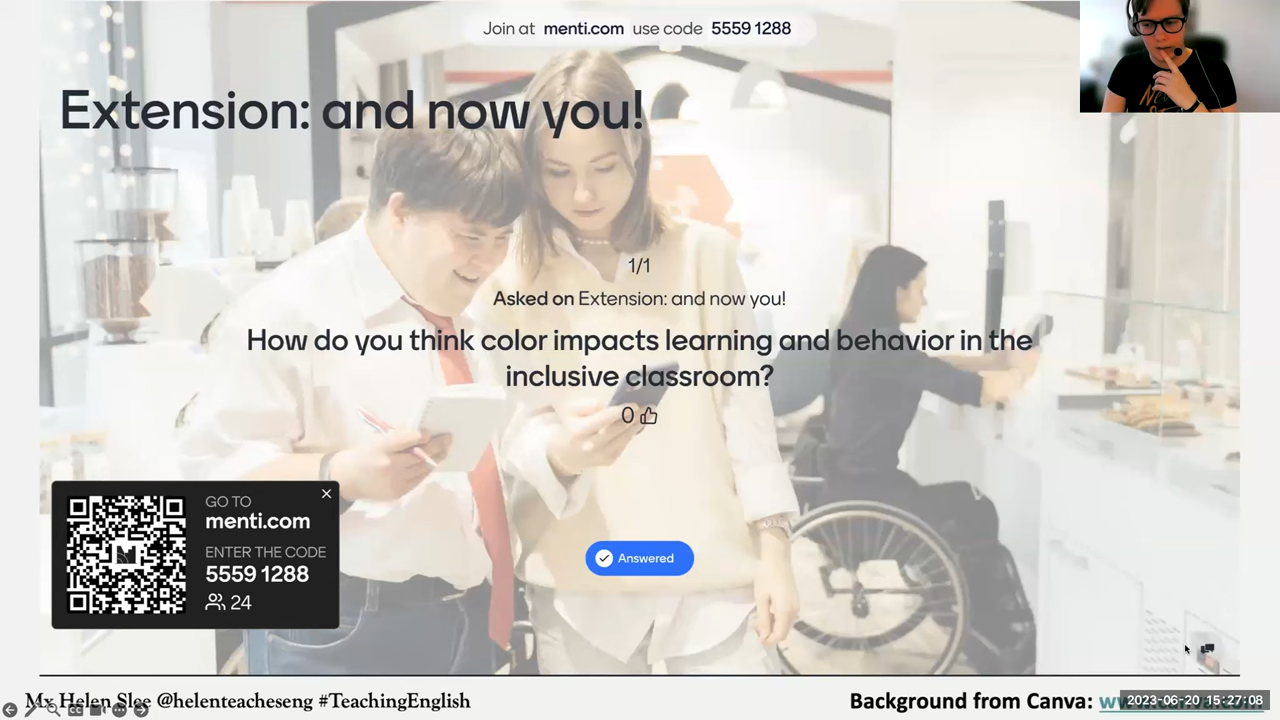 Join at menti.com use code 5559 1288
Extension: and now you!
1/1
Asked on Extension: and now you!
How do you think color impacts learning and behavior in the
inclusive classroom?
0
Answered
GO TO
menti.com
ENTER THE CODE
5559 1288
24
Mx Helen Slee @helenteacheseng #TeachingEnglish
Background from Canva:
2023-06-20 15:27:08